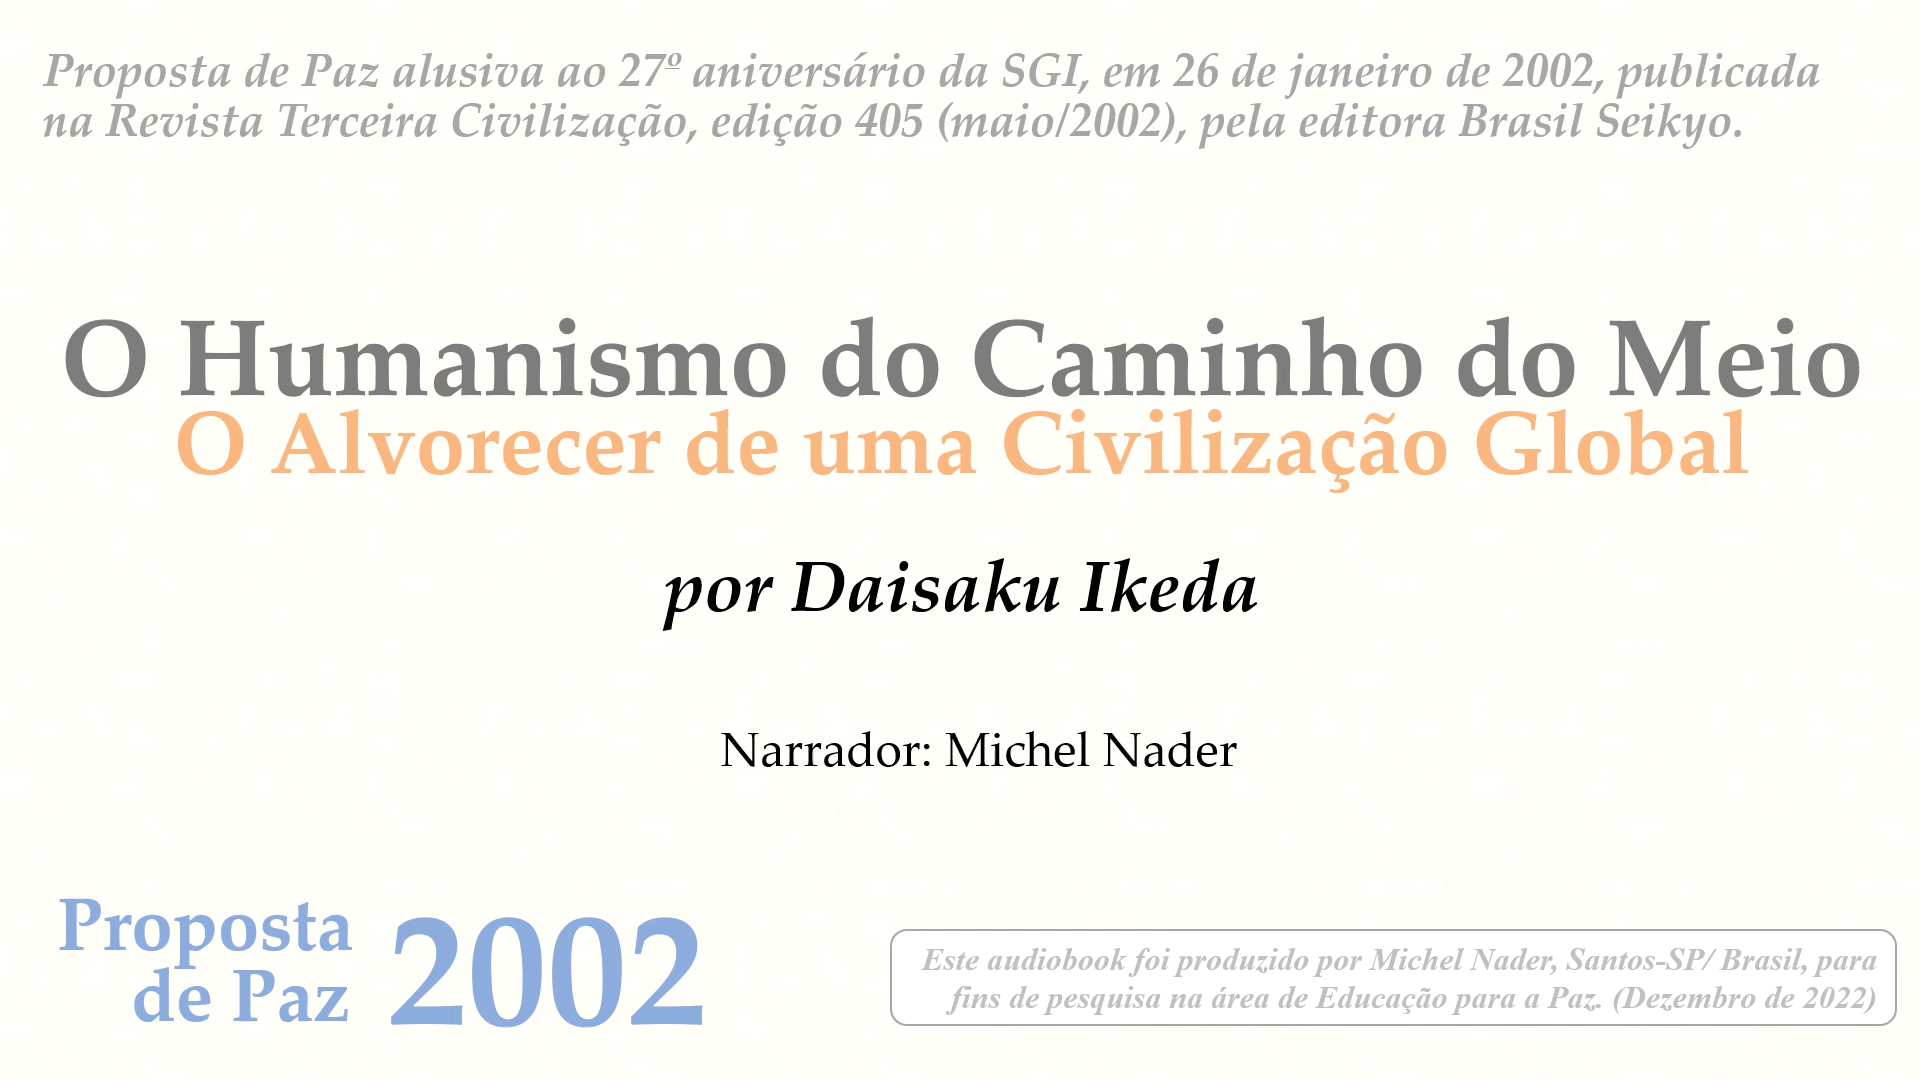 Proposta de Paz alusiva ao 27º aniversário da SGI, em 26 de janeiro de 2002, publicada
na Revista Terceira Civilização, edição 405 (maio/2002), pela editora Brasil Seikyo.
O Humanismo do Caminho do Meio
O Alvorecer de uma Civilização Global
por Daisaku Ikeda
Narrador: Michel Nader
Proposta
de Paz
2002
Este audiobook foi produzido por Michel Nader, Santos-SP/ Brasil, para
fins de pesquisa na área de Educação para a Paz. (Dezembro de 2022)